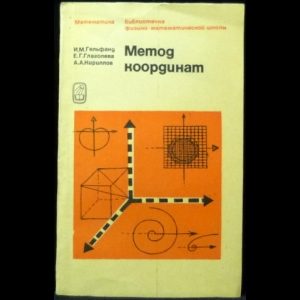 Математика
библиотечка
физико-математической школы
И.М.Гельфанд
Е.Г.Глаголева
А.А.Кириллов
Метод
координат